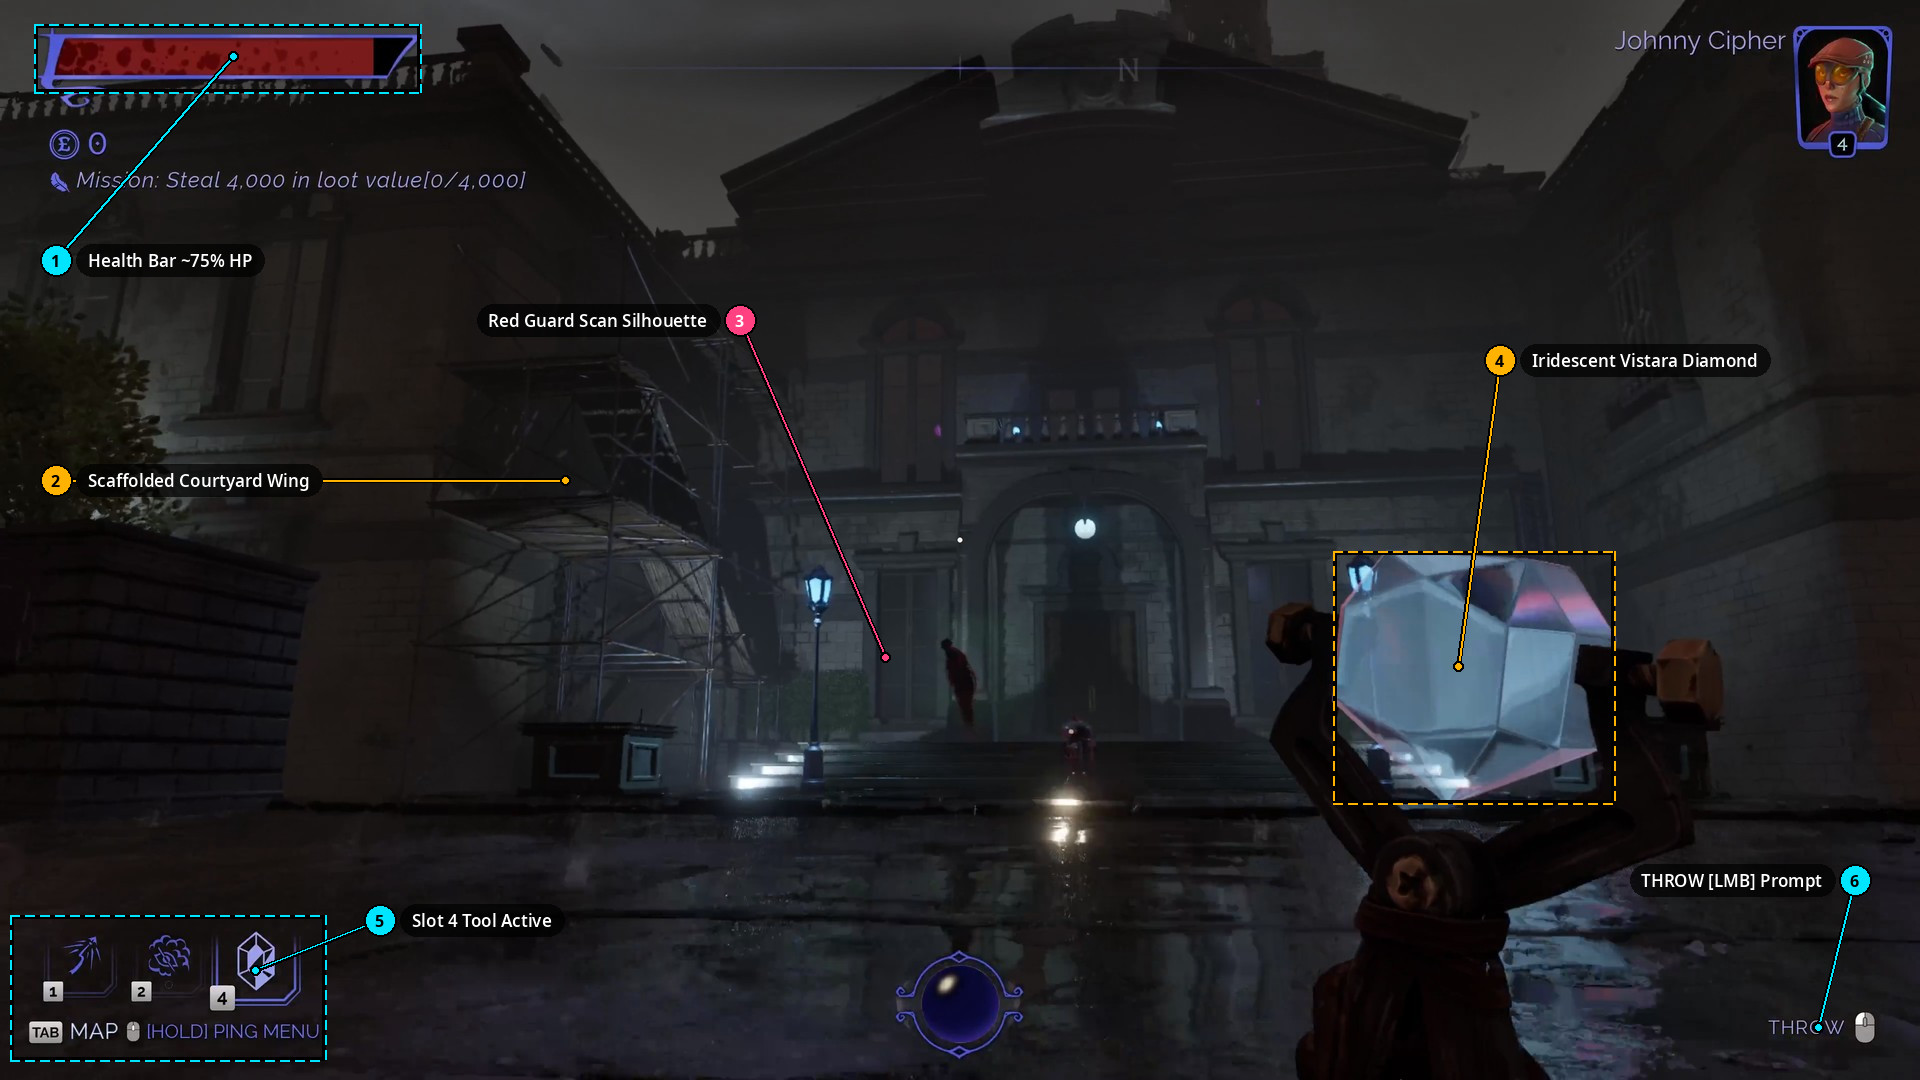 Johnny Cipher
4
N
£ 0
Mission: Steal 4,000 in loot value[0/4,000]
1 Health Bar ~75% HP
Red Guard Scan Silhouette 3
4 Iridescent Vistara Diamond
2 Scaffolded Courtyard Wing
THROW [LMB] Prompt 6
5 Slot 4 Tool Active
1 2 4
TAB MAP [HOLD] PING MENU
THROW